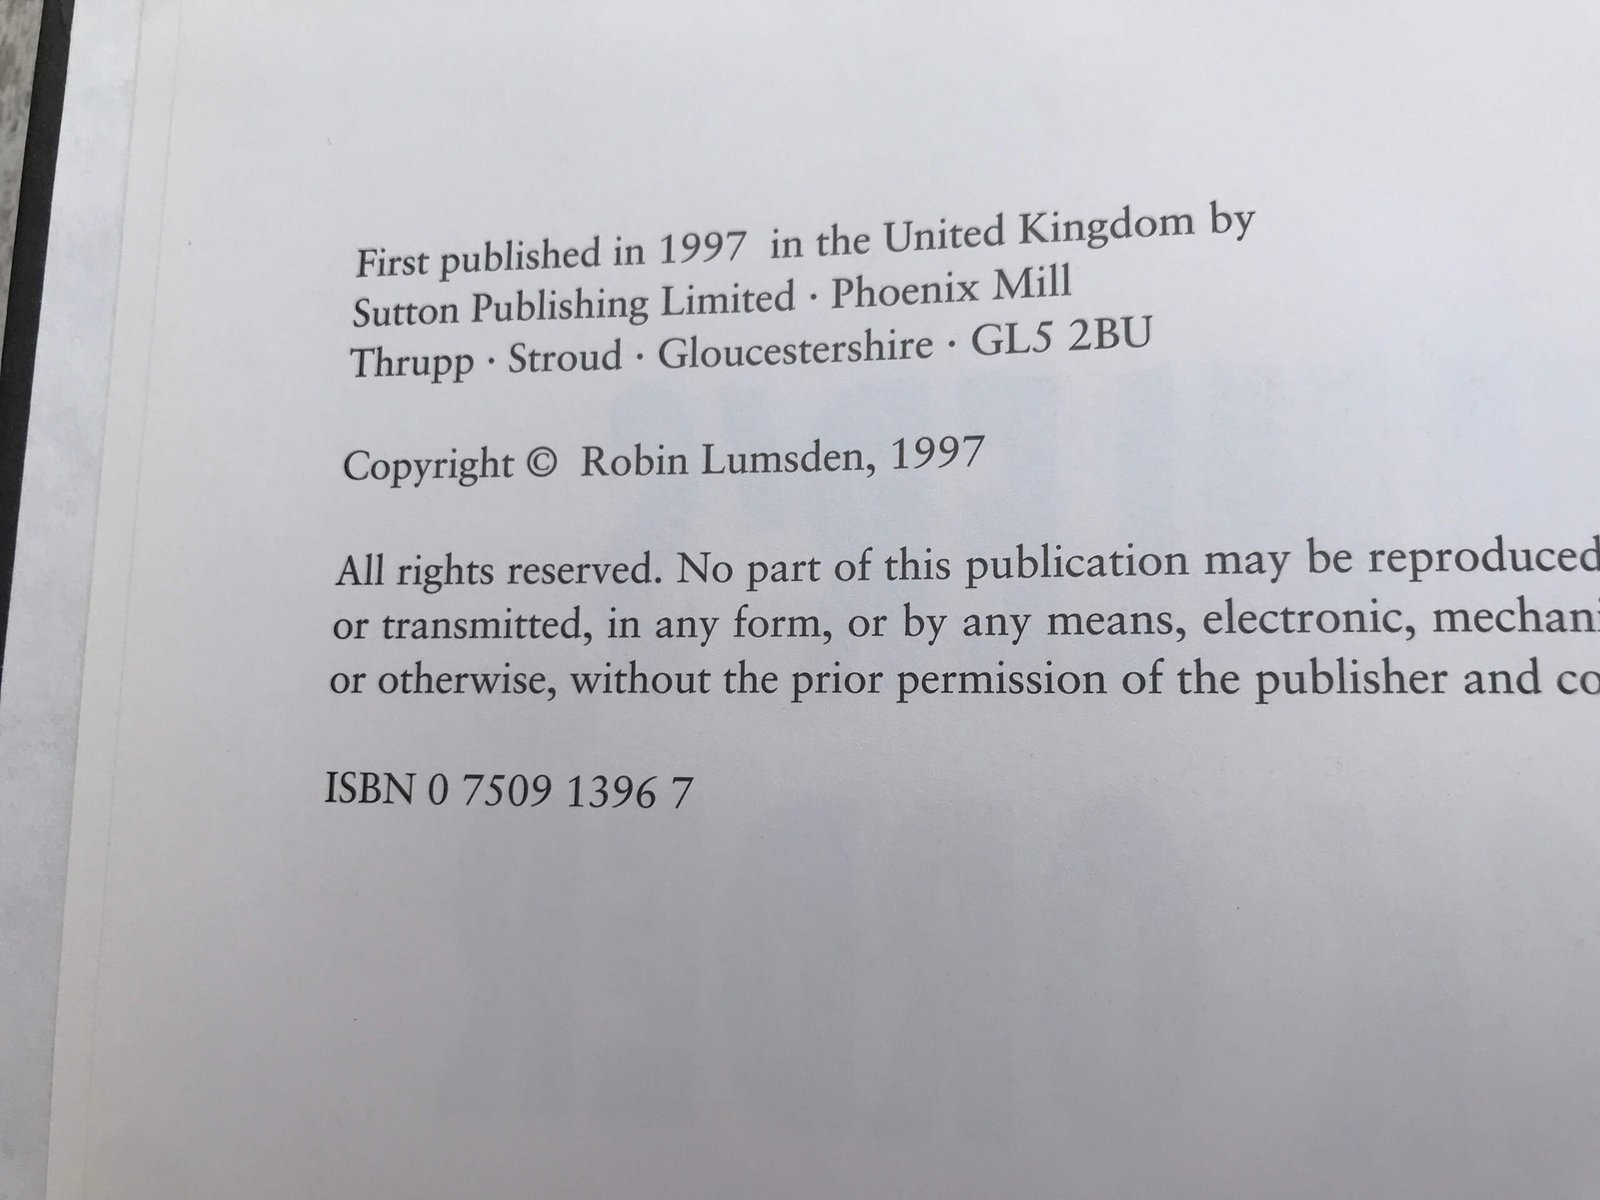 First published in 1997 in the United Kingdom by
Sutton Publishing Limited · Phoenix Mill
Thrupp · Stroud · Gloucestershire · GL5 2BU
Copyright © Robin Lumsden, 1997
All rights reserved. No part of this publication may be reproduced
or transmitted, in any form, or by any means, electronic, mechani
or otherwise, without the prior permission of the publisher and co
ISBN 0 7509 1396 7